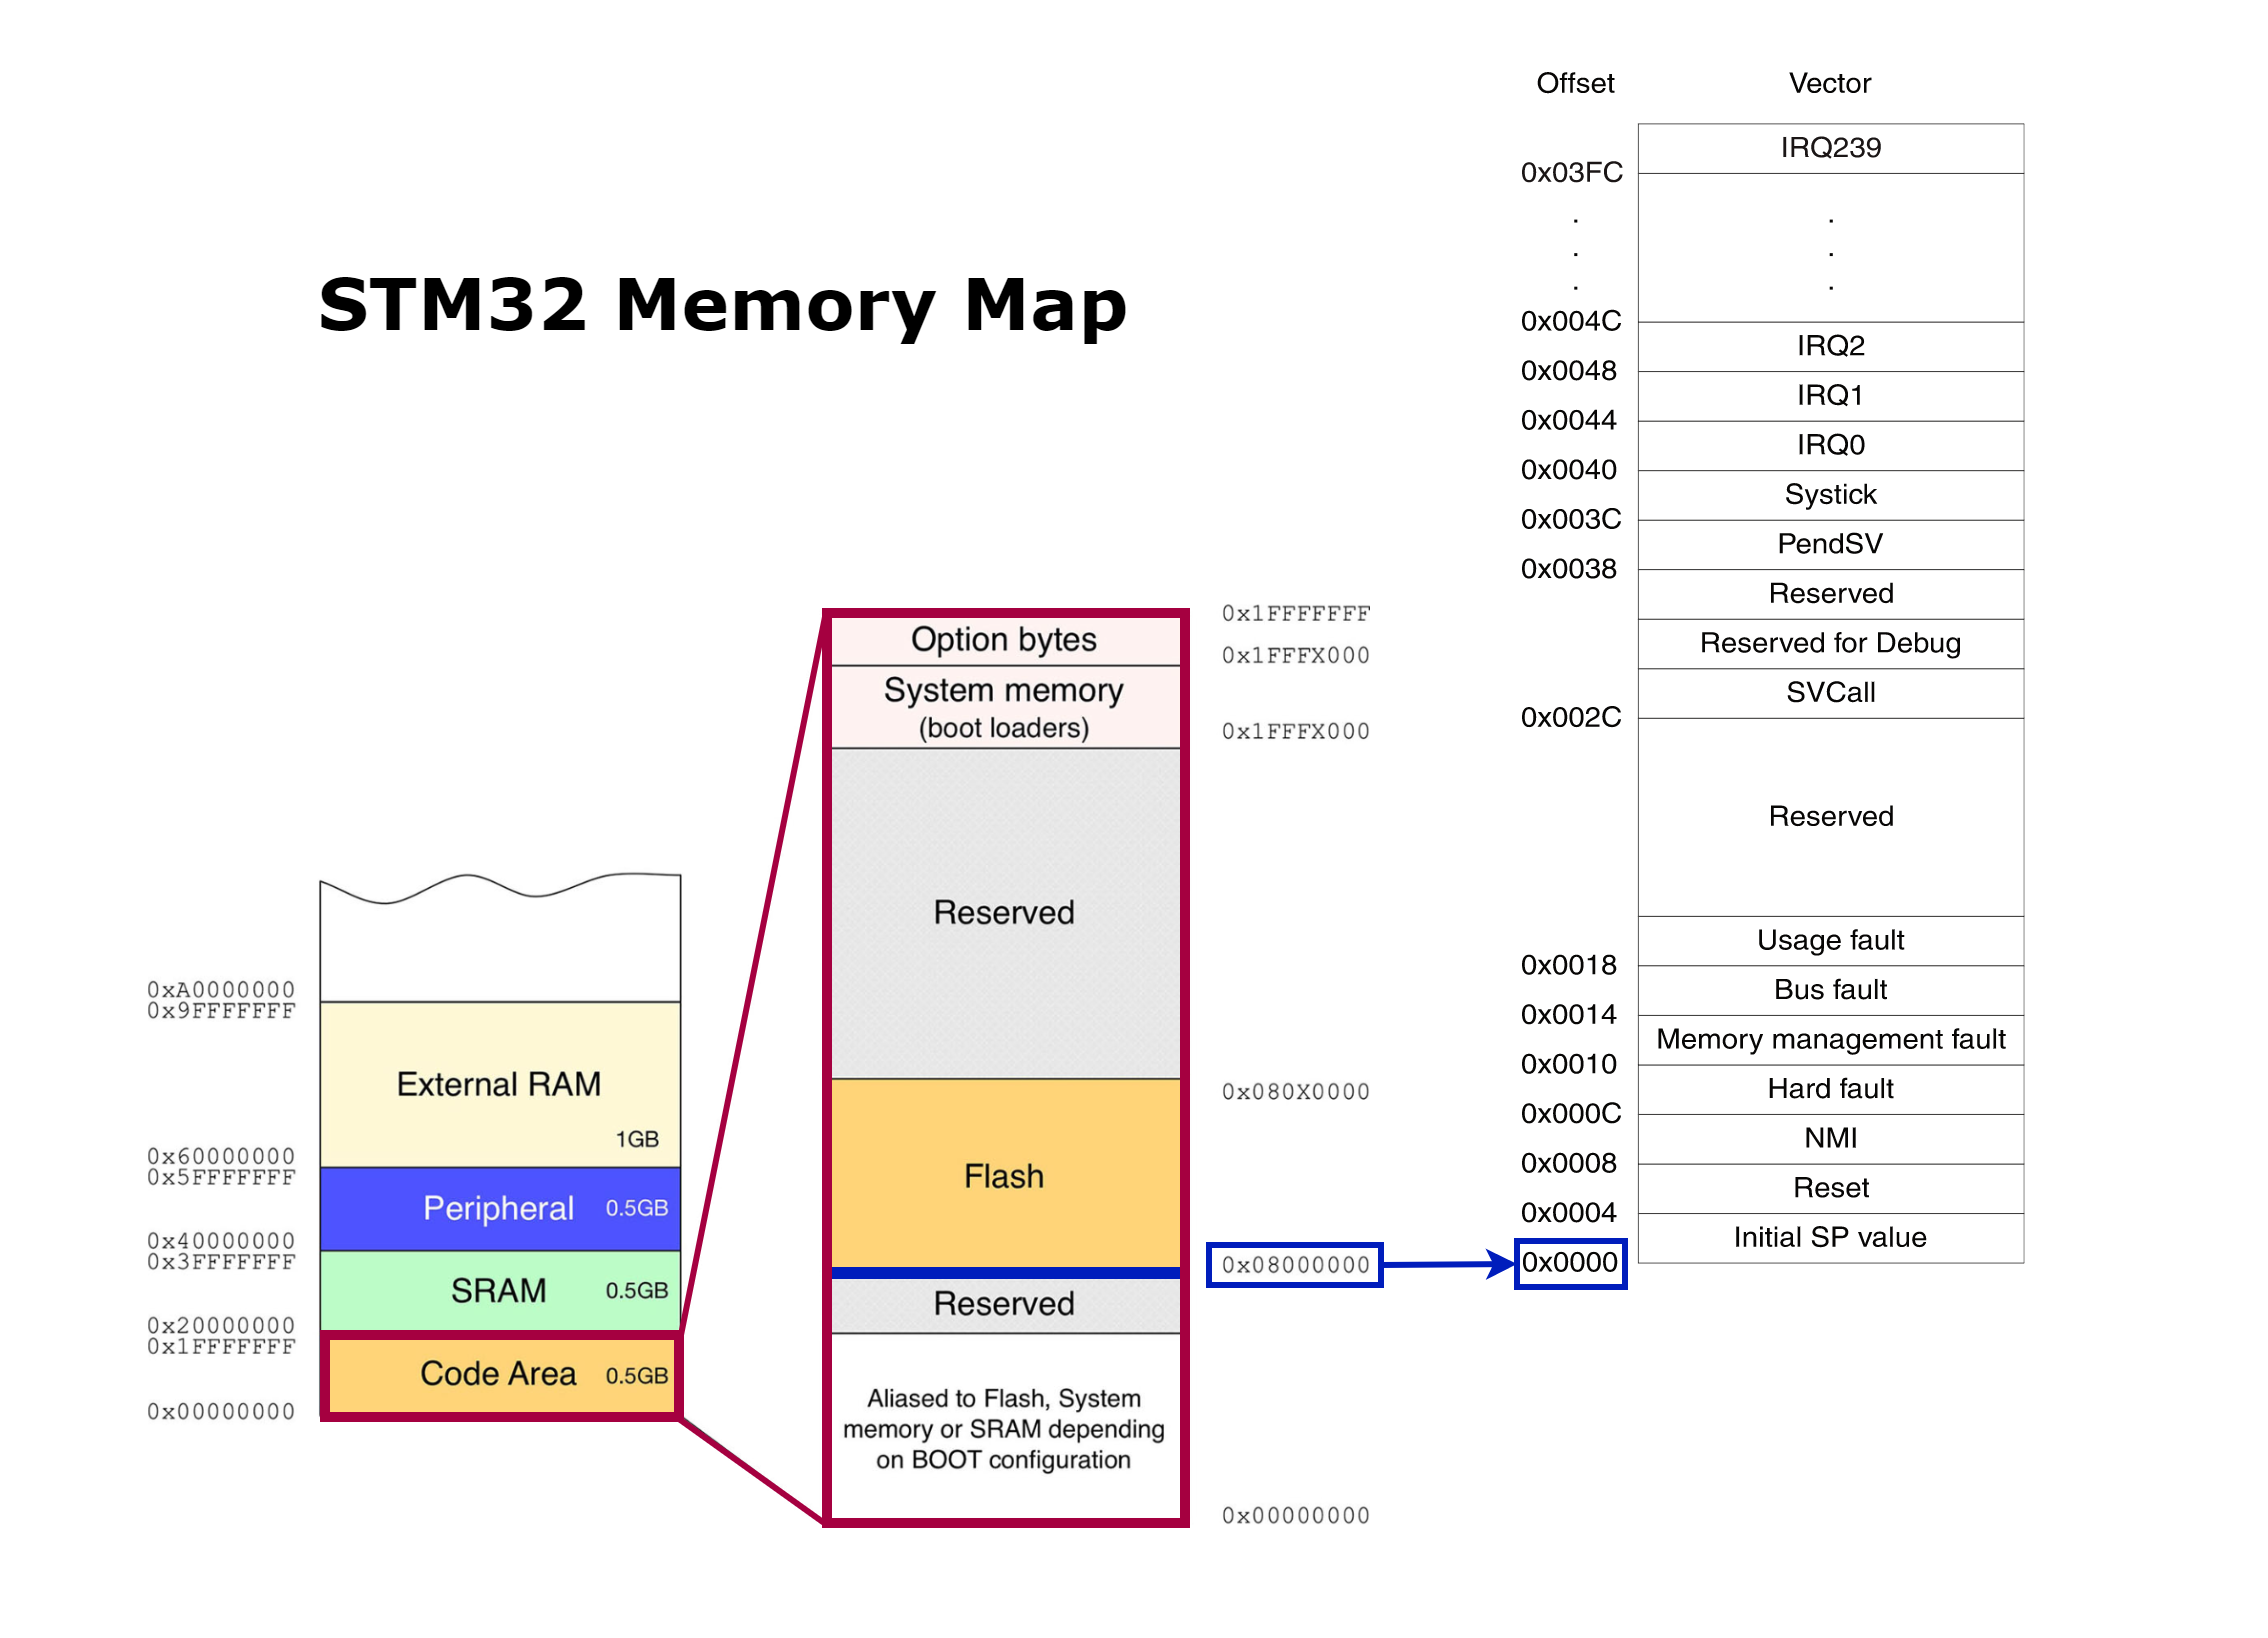 STM32 Memory Map
0xA0000000
0x9FFFFFFF
External RAM
1GB
0x60000000
0x5FFFFFFF
Peripheral 0.5GB
0x40000000
0x3FFFFFFF
SRAM 0.5GB
0x20000000
0x1FFFFFFF
Code Area 0.5GB
0x00000000
0x1FFFFFFF
Option bytes
0x1FFFX000
System memory
(boot loaders)
0x1FFFX000
Reserved
0x080X0000
Flash
0x08000000
Reserved
Aliased to Flash, System
memory or SRAM depending
on BOOT configuration
0x00000000
Offset Vector
IRQ239
0x03FC
. .
. .
. .
0x004C
IRQ2
0x0048
IRQ1
0x0044
IRQ0
0x0040
Systick
0x003C
PendSV
0x0038
Reserved
Reserved for Debug
SVCall
0x002C
Reserved
Usage fault
0x0018
Bus fault
0x0014
Memory management fault
0x0010
Hard fault
0x000C
NMI
0x0008
Reset
0x0004
Initial SP value
0x0000